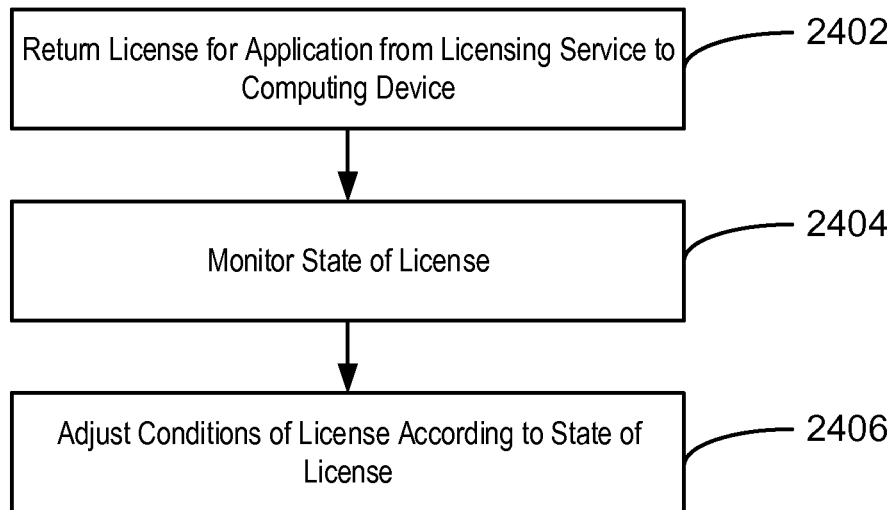 Return License for Application from Licensing Service to
Computing Device
2402
Monitor State of License
2404
Adjust Conditions of License According to State of
License
2406